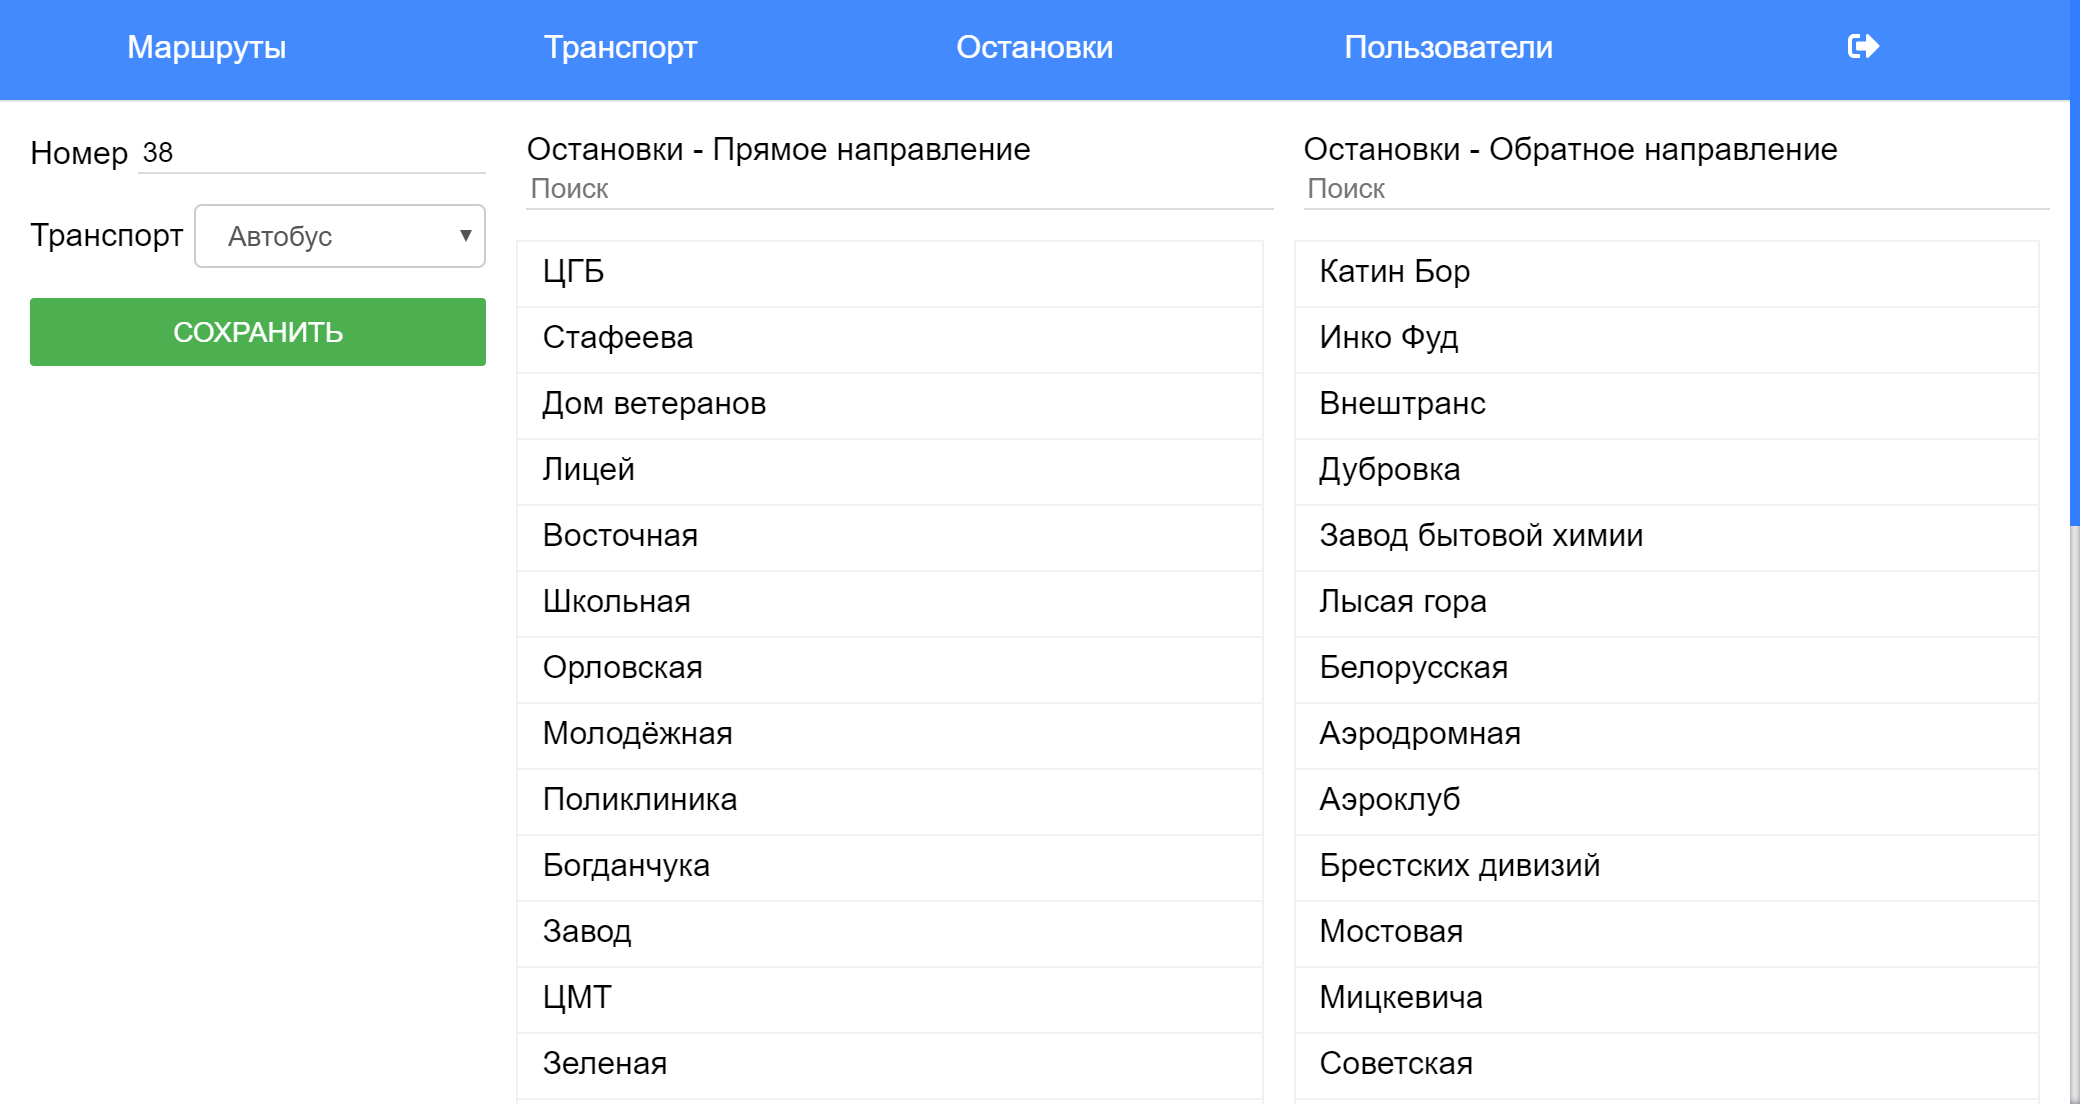 Маршруты
Транспорт
Остановки
Пользователи
Номер 38
Транспорт Автобус
СОХРАНИТЬ
Остановки - Прямое направление
Поиск
ЦГБ
Стафеева
Дом ветеранов
Лицей
Восточная
Школьная
Орловская
Молодёжная
Поликлиника
Богданчука
Завод
ЦМТ
Зеленая
Остановки - Обратное направление
Поиск
Катин Бор
Инко Фуд
Внештранс
Дубровка
Завод бытовой химии
Лысая гора
Белорусская
Аэродромная
Аэроклуб
Брестских дивизий
Мостовая
Мицкевича
Советская